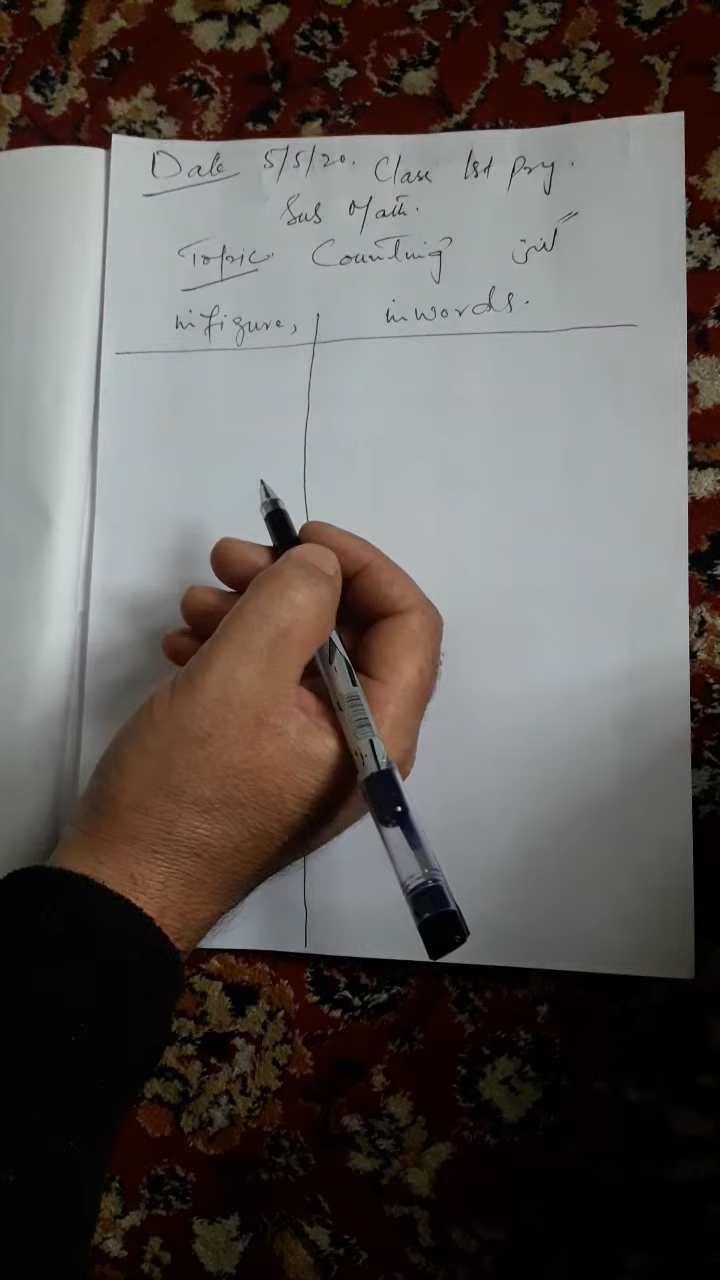 Date 5/5/20. Class 1st pry.
Sub Math.
Topic. Counting گنتی
in figure, in words.